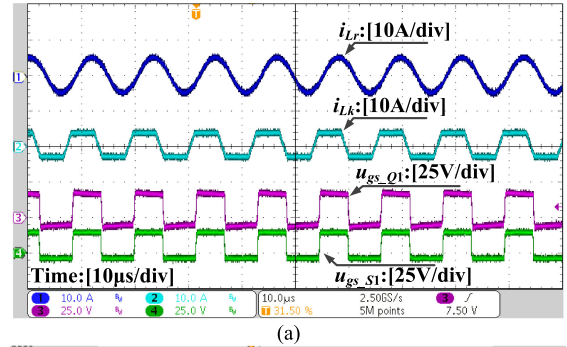 T
i_Lr:[10A/div]
1
i_Lk:[10A/div]
2
u_gs_Q1:[25V/div]
3
4
Time:[10μs/div]
u_gs_S1:[25V/div]
1 10.0 A 2 10.0 A 10.0μs 2.50GS/s 3
3 25.0 V 4 25.0 V T 31.50 % 5M points 7.50 V
(a)